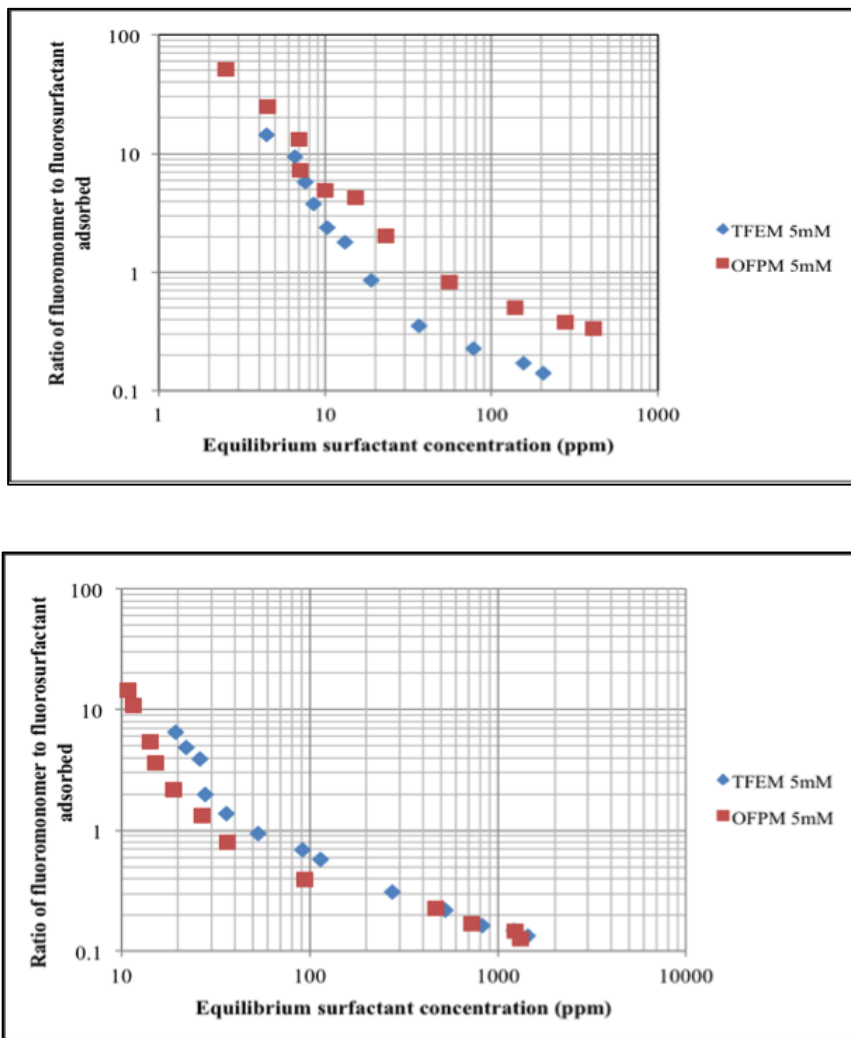 Ratio of fluoromonmer to fluorosurfactant
adsorbed
100
10
1
0.1
1
10
100
1000
Equilibrium surfactant concentration (ppm)
TFEM 5mM
OFPM 5mM
Ratio of fluoromonomer to fluorosurfactant
adsorbed
100
10
1
0.1
10
100
1000
10000
Equilibrium surfactant concentration (ppm)
TFEM 5mM
OFPM 5mM